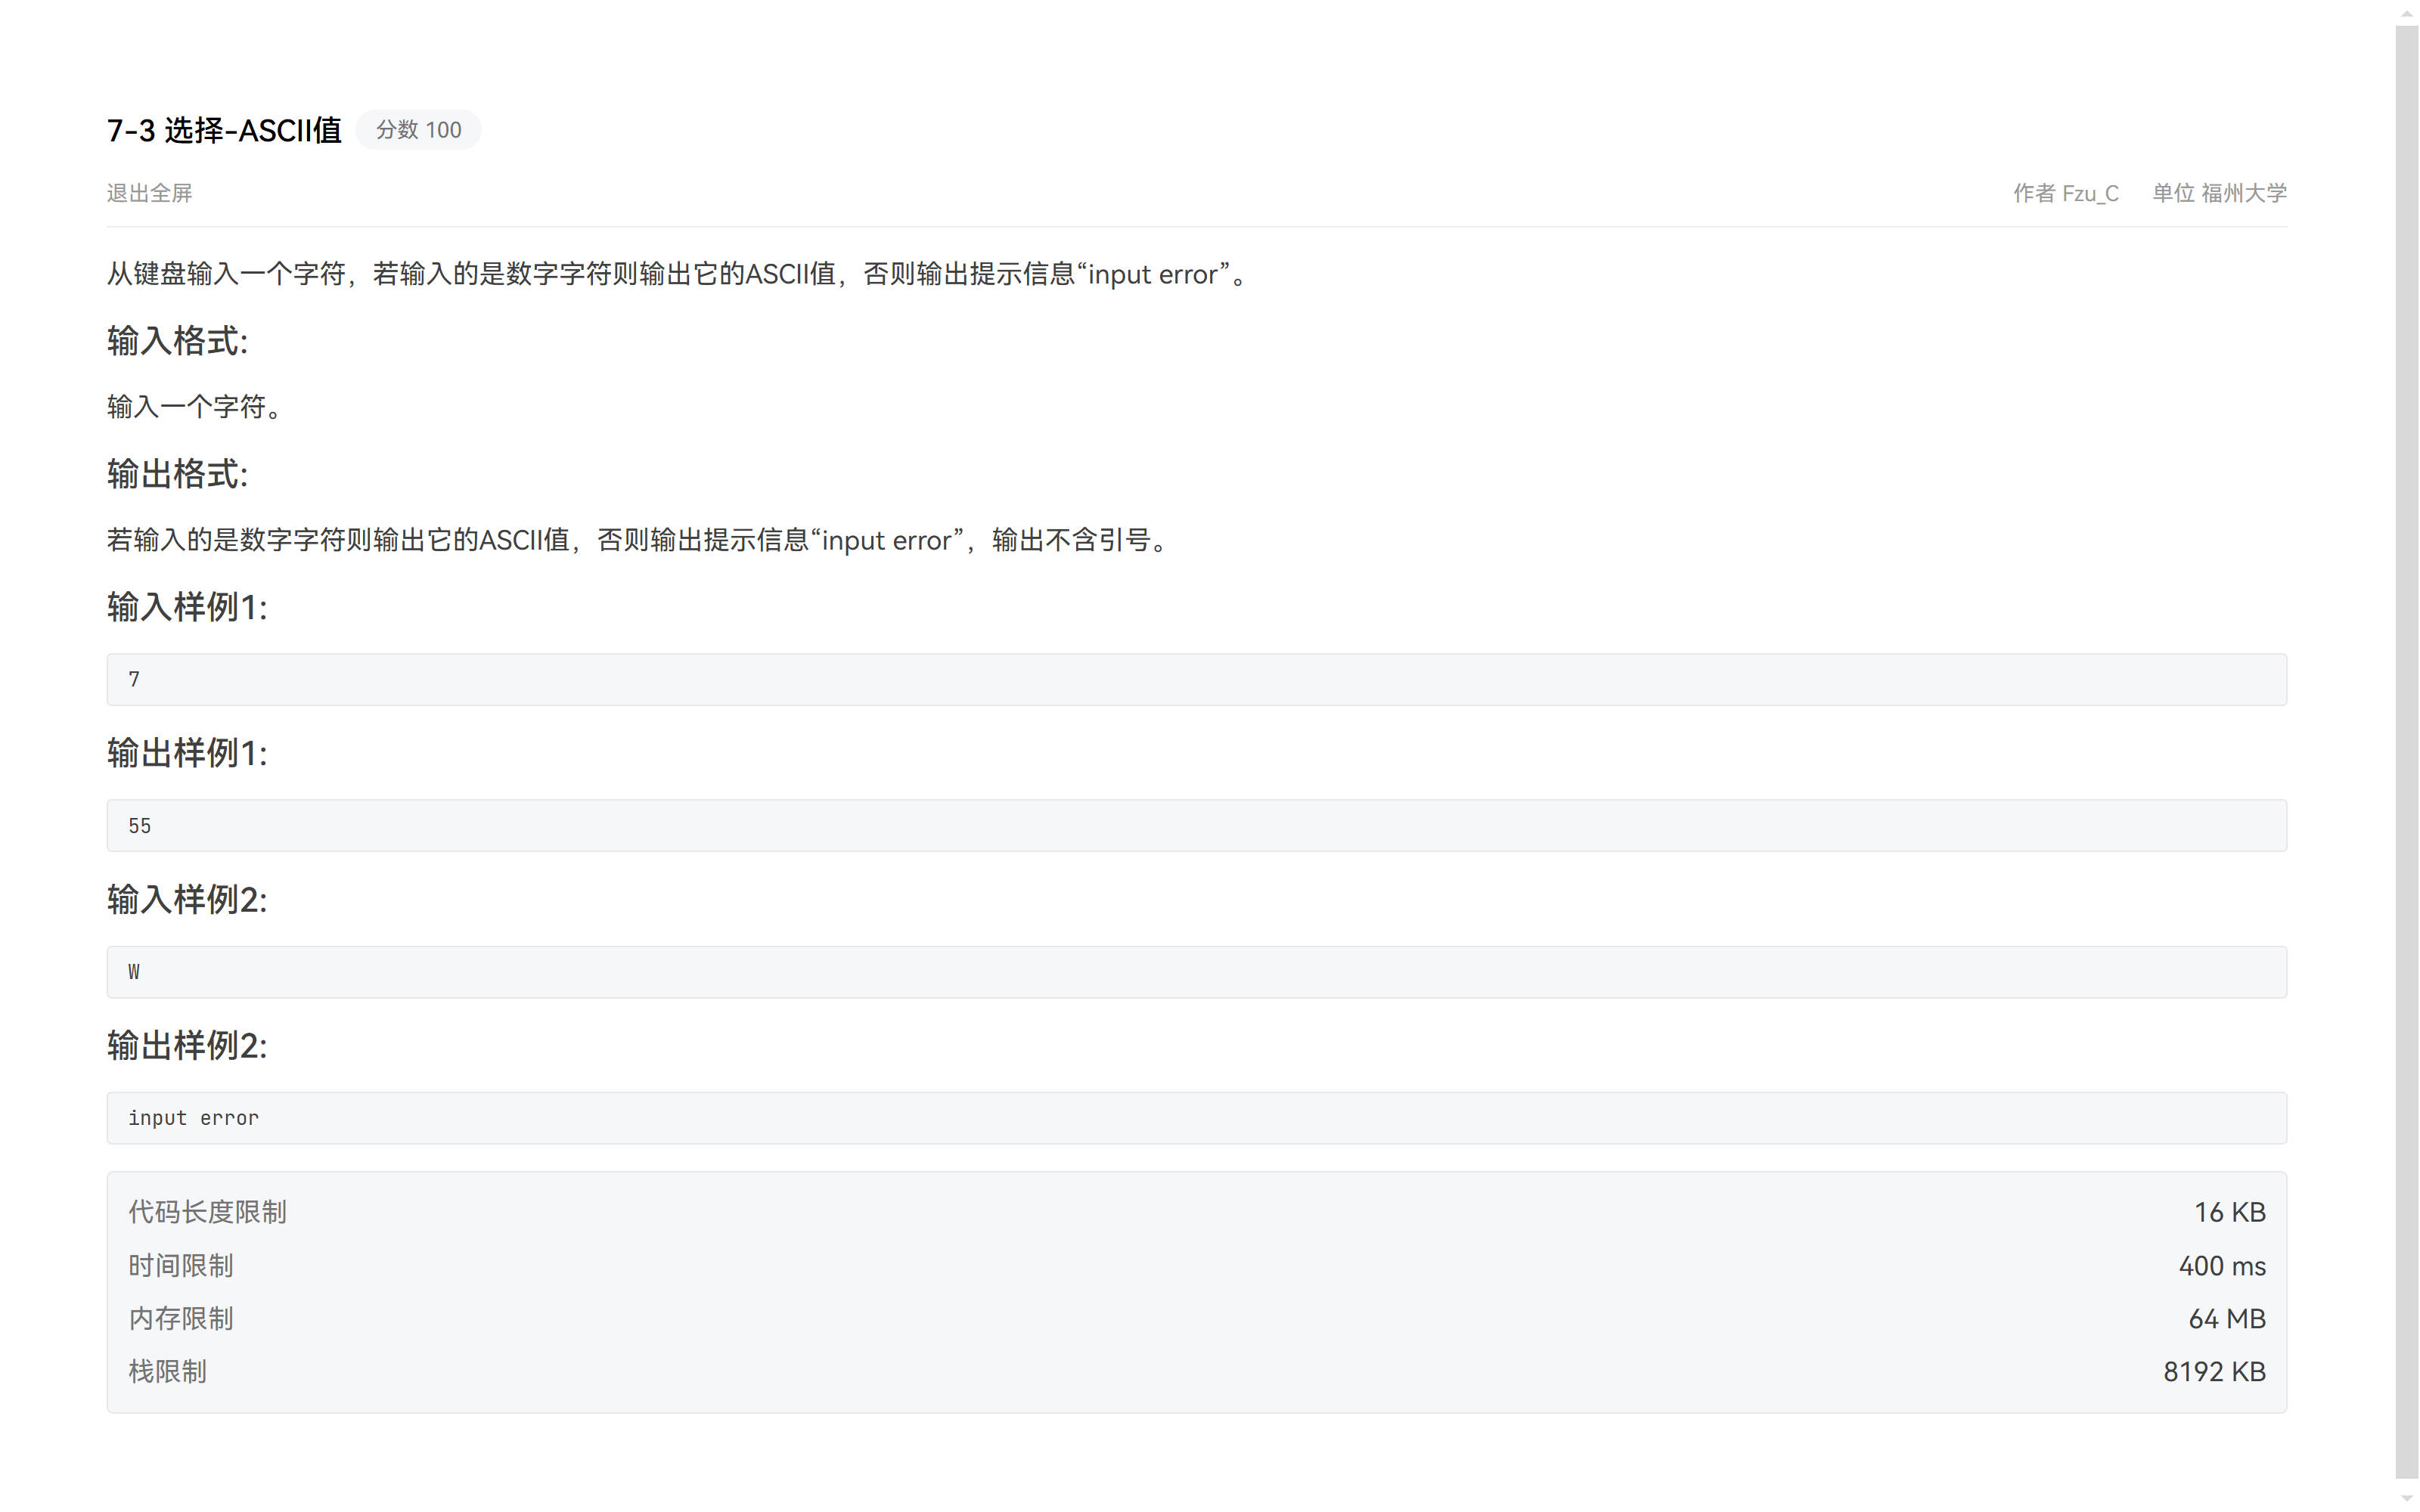 7-3 选择-ASCII值 分数 100
退出全屏 作者 Fzu_C 单位 福州大学
从键盘输入一个字符，若输入的是数字字符则输出它的ASCII值，否则输出提示信息“input error”。
输入格式:
输入一个字符。
输出格式:
若输入的是数字字符则输出它的ASCII值，否则输出提示信息“input error”，输出不含引号。
输入样例1:
7
输出样例1:
55
输入样例2:
W
输出样例2:
input error
代码长度限制 16 KB
时间限制 400 ms
内存限制 64 MB
栈限制 8192 KB